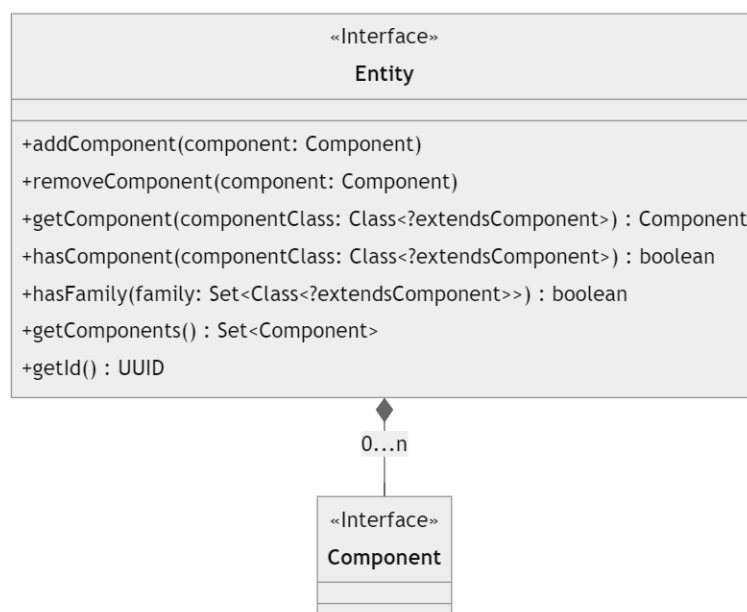 «Interface»
Entity
+addComponent(component: Component)
+removeComponent(component: Component)
+getComponent(componentClass: Class<?extendsComponent>) : Component
+hasComponent(componentClass: Class<?extendsComponent>) : boolean
+hasFamily(family: Set<Class<?extendsComponent>>) : boolean
+getComponents() : Set<Component>
+getId() : UUID
0...n
«Interface»
Component